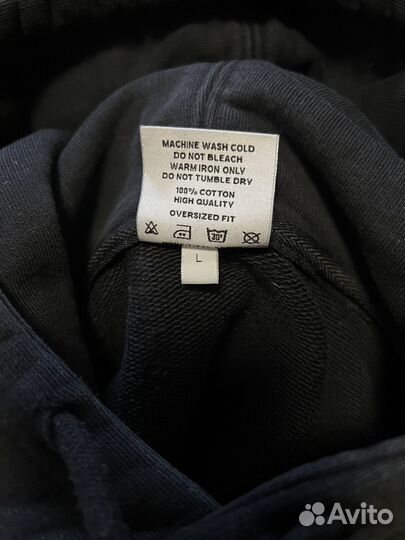 MACHINE WASH COLD
DO NOT BLEACH
WARM IRON ONLY
DO NOT TUMBLE DRY
100% COTTON
HIGH QUALITY
OVERSIZED FIT
30°
L
Avito